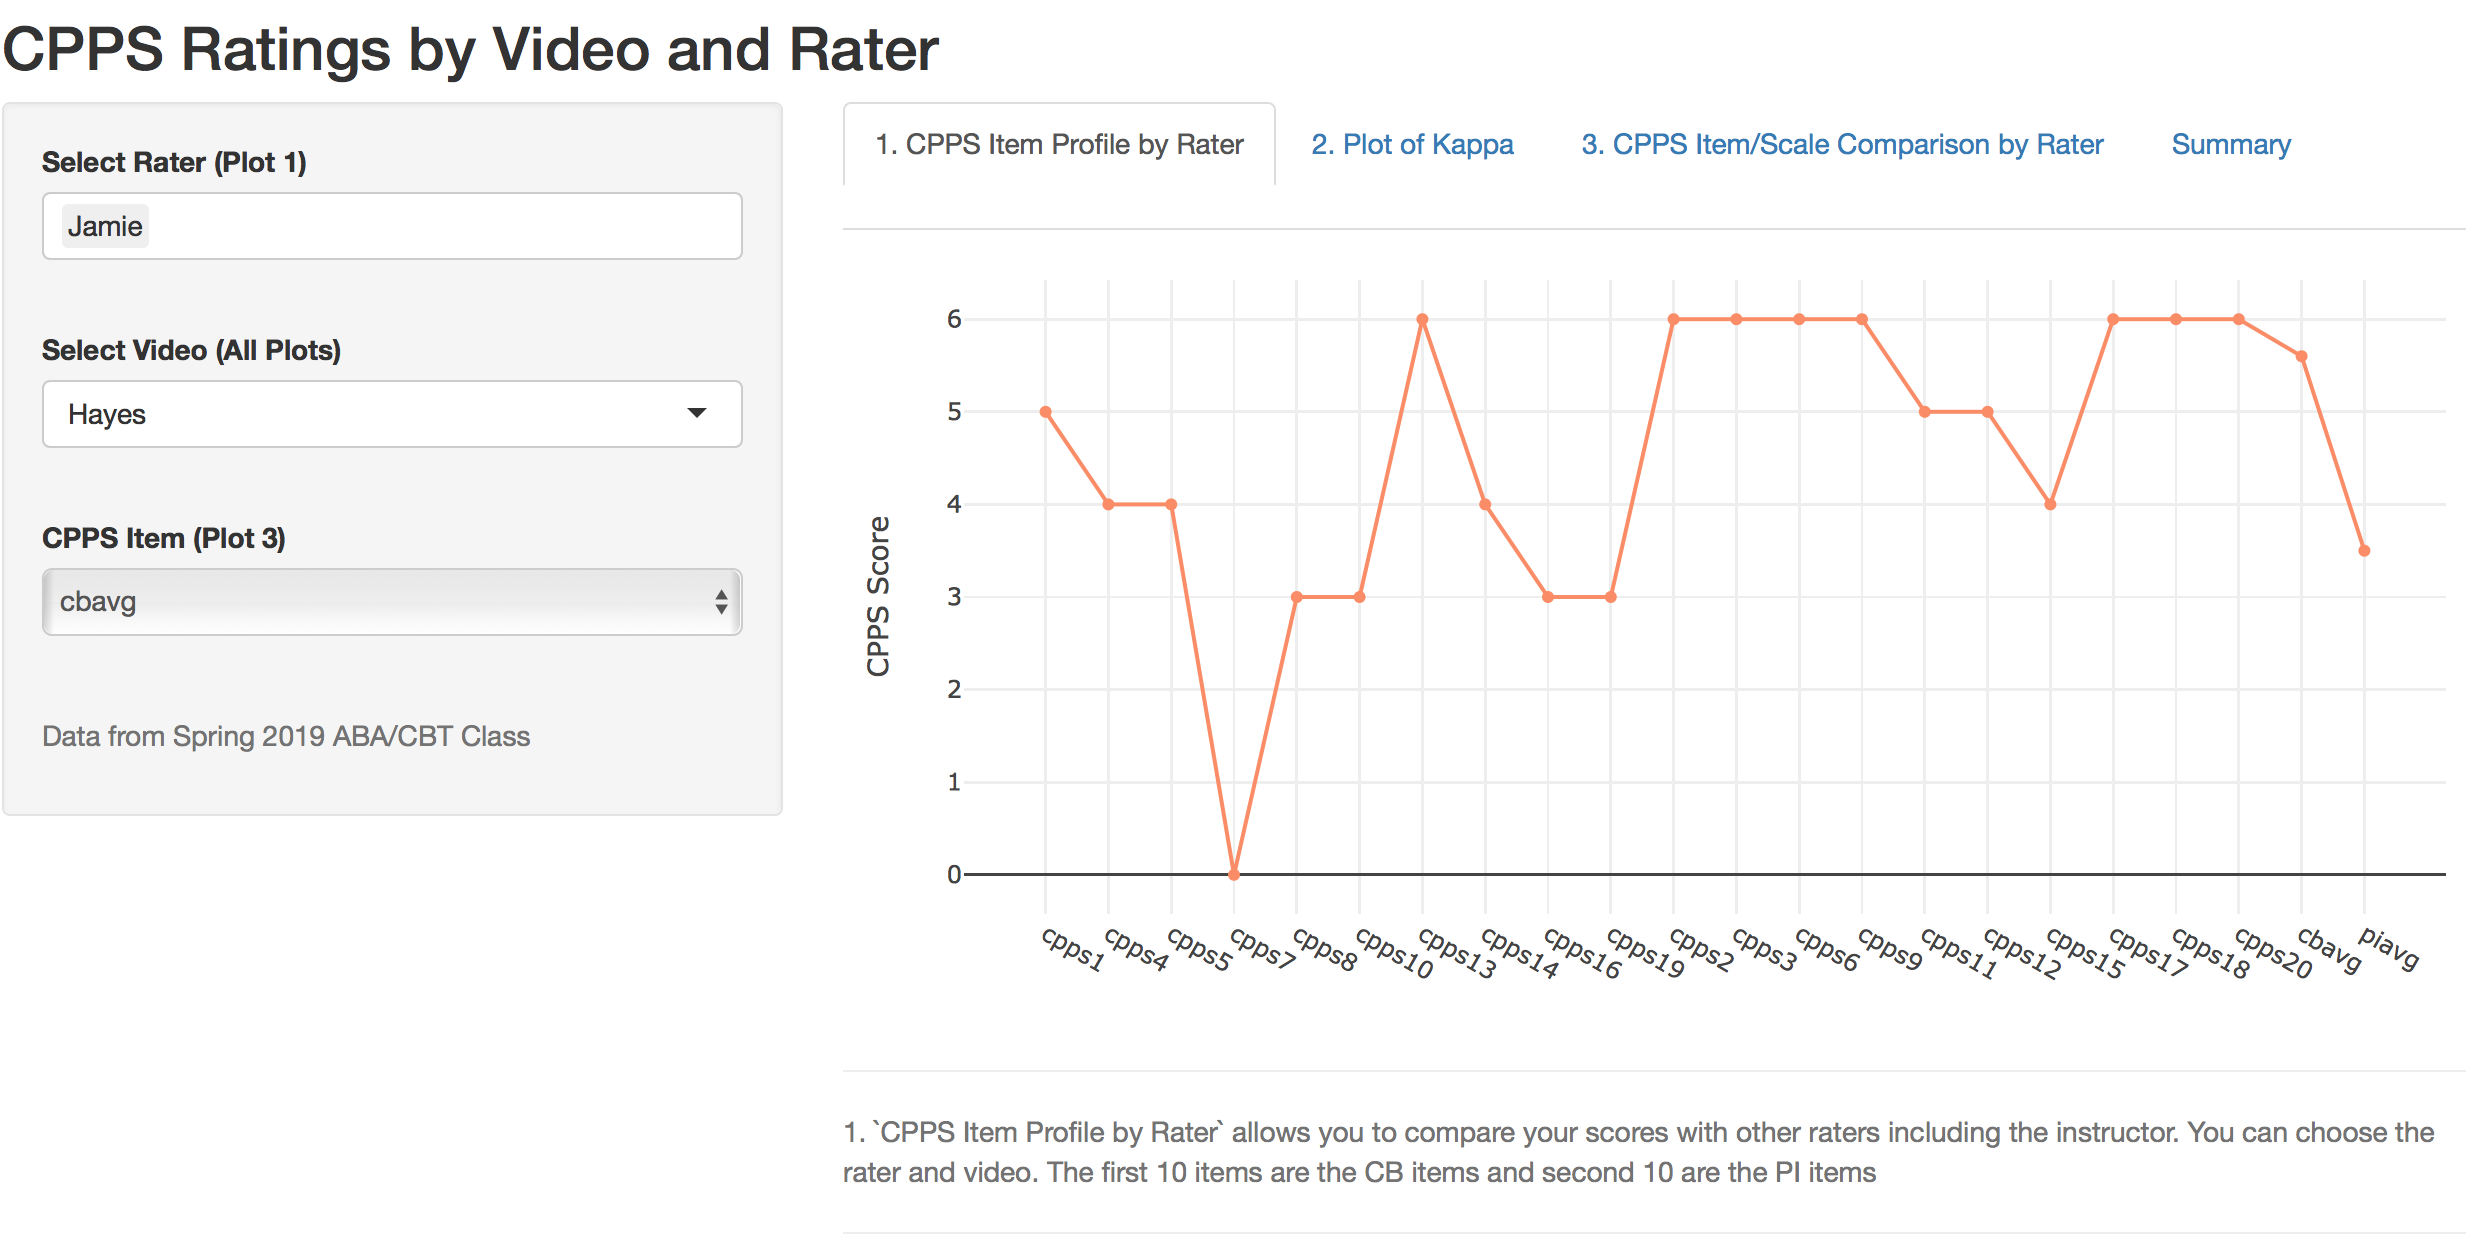 CPPS Ratings by Video and Rater
Select Rater (Plot 1)
Jamie
Select Video (All Plots)
Hayes
CPPS Item (Plot 3)
cbavg
Data from Spring 2019 ABA/CBT Class
1. CPPS Item Profile by Rater
2. Plot of Kappa
3. CPPS Item/Scale Comparison by Rater
Summary
CPPS Score
6
5
4
3
2
1
0
cpps1
cpps4
cpps5
cpps7
cpps8
cpps10
cpps13
cpps14
cpps16
cpps19
cpps2
cpps3
cpps6
cpps9
cpps11
cpps12
cpps15
cpps17
cpps18
cpps20
cbavg
piavg
1. `CPPS Item Profile by Rater` allows you to compare your scores with other raters including the instructor. You can choose the
rater and video. The first 10 items are the CB items and second 10 are the PI items